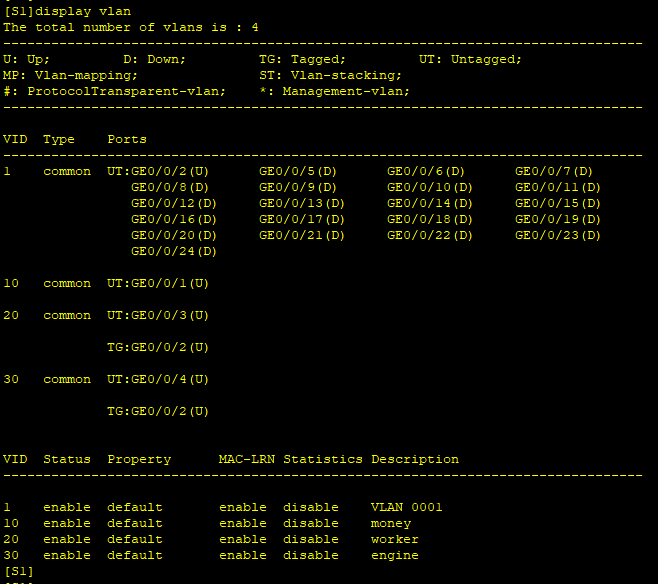 [S1]display vlan
The total number of vlans is : 4
--------------------------------------------------------------------------------
U: Up;         D: Down;         TG: Tagged;         UT: Untagged;
MP: Vlan-mapping;               ST: Vlan-stacking;
#: ProtocolTransparent-vlan;    *: Management-vlan;
--------------------------------------------------------------------------------
VID  Type    Ports
--------------------------------------------------------------------------------
1    common  UT:GE0/0/2(U)      GE0/0/5(D)      GE0/0/6(D)      GE0/0/7(D)
                GE0/0/8(D)      GE0/0/9(D)      GE0/0/10(D)     GE0/0/11(D)
                GE0/0/12(D)     GE0/0/13(D)     GE0/0/14(D)     GE0/0/15(D)
                GE0/0/16(D)     GE0/0/17(D)     GE0/0/18(D)     GE0/0/19(D)
                GE0/0/20(D)     GE0/0/21(D)     GE0/0/22(D)     GE0/0/23(D)
                GE0/0/24(D)
10   common  UT:GE0/0/1(U)
20   common  UT:GE0/0/3(U)
             TG:GE0/0/2(U)
30   common  UT:GE0/0/4(U)
             TG:GE0/0/2(U)
VID  Status  Property      MAC-LRN Statistics Description
--------------------------------------------------------------------------------
1    enable  default       enable  disable    VLAN 0001
10   enable  default       enable  disable    money
20   enable  default       enable  disable    worker
30   enable  default       enable  disable    engine
[S1]